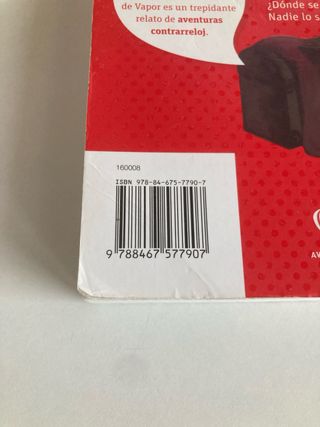 de Vapor es un trepidante
relato de aventuras
contrarreloj.
¿Dónde se
Nadie lo s
160008
ISBN 978-84-675-7790-7
9 788467 577907